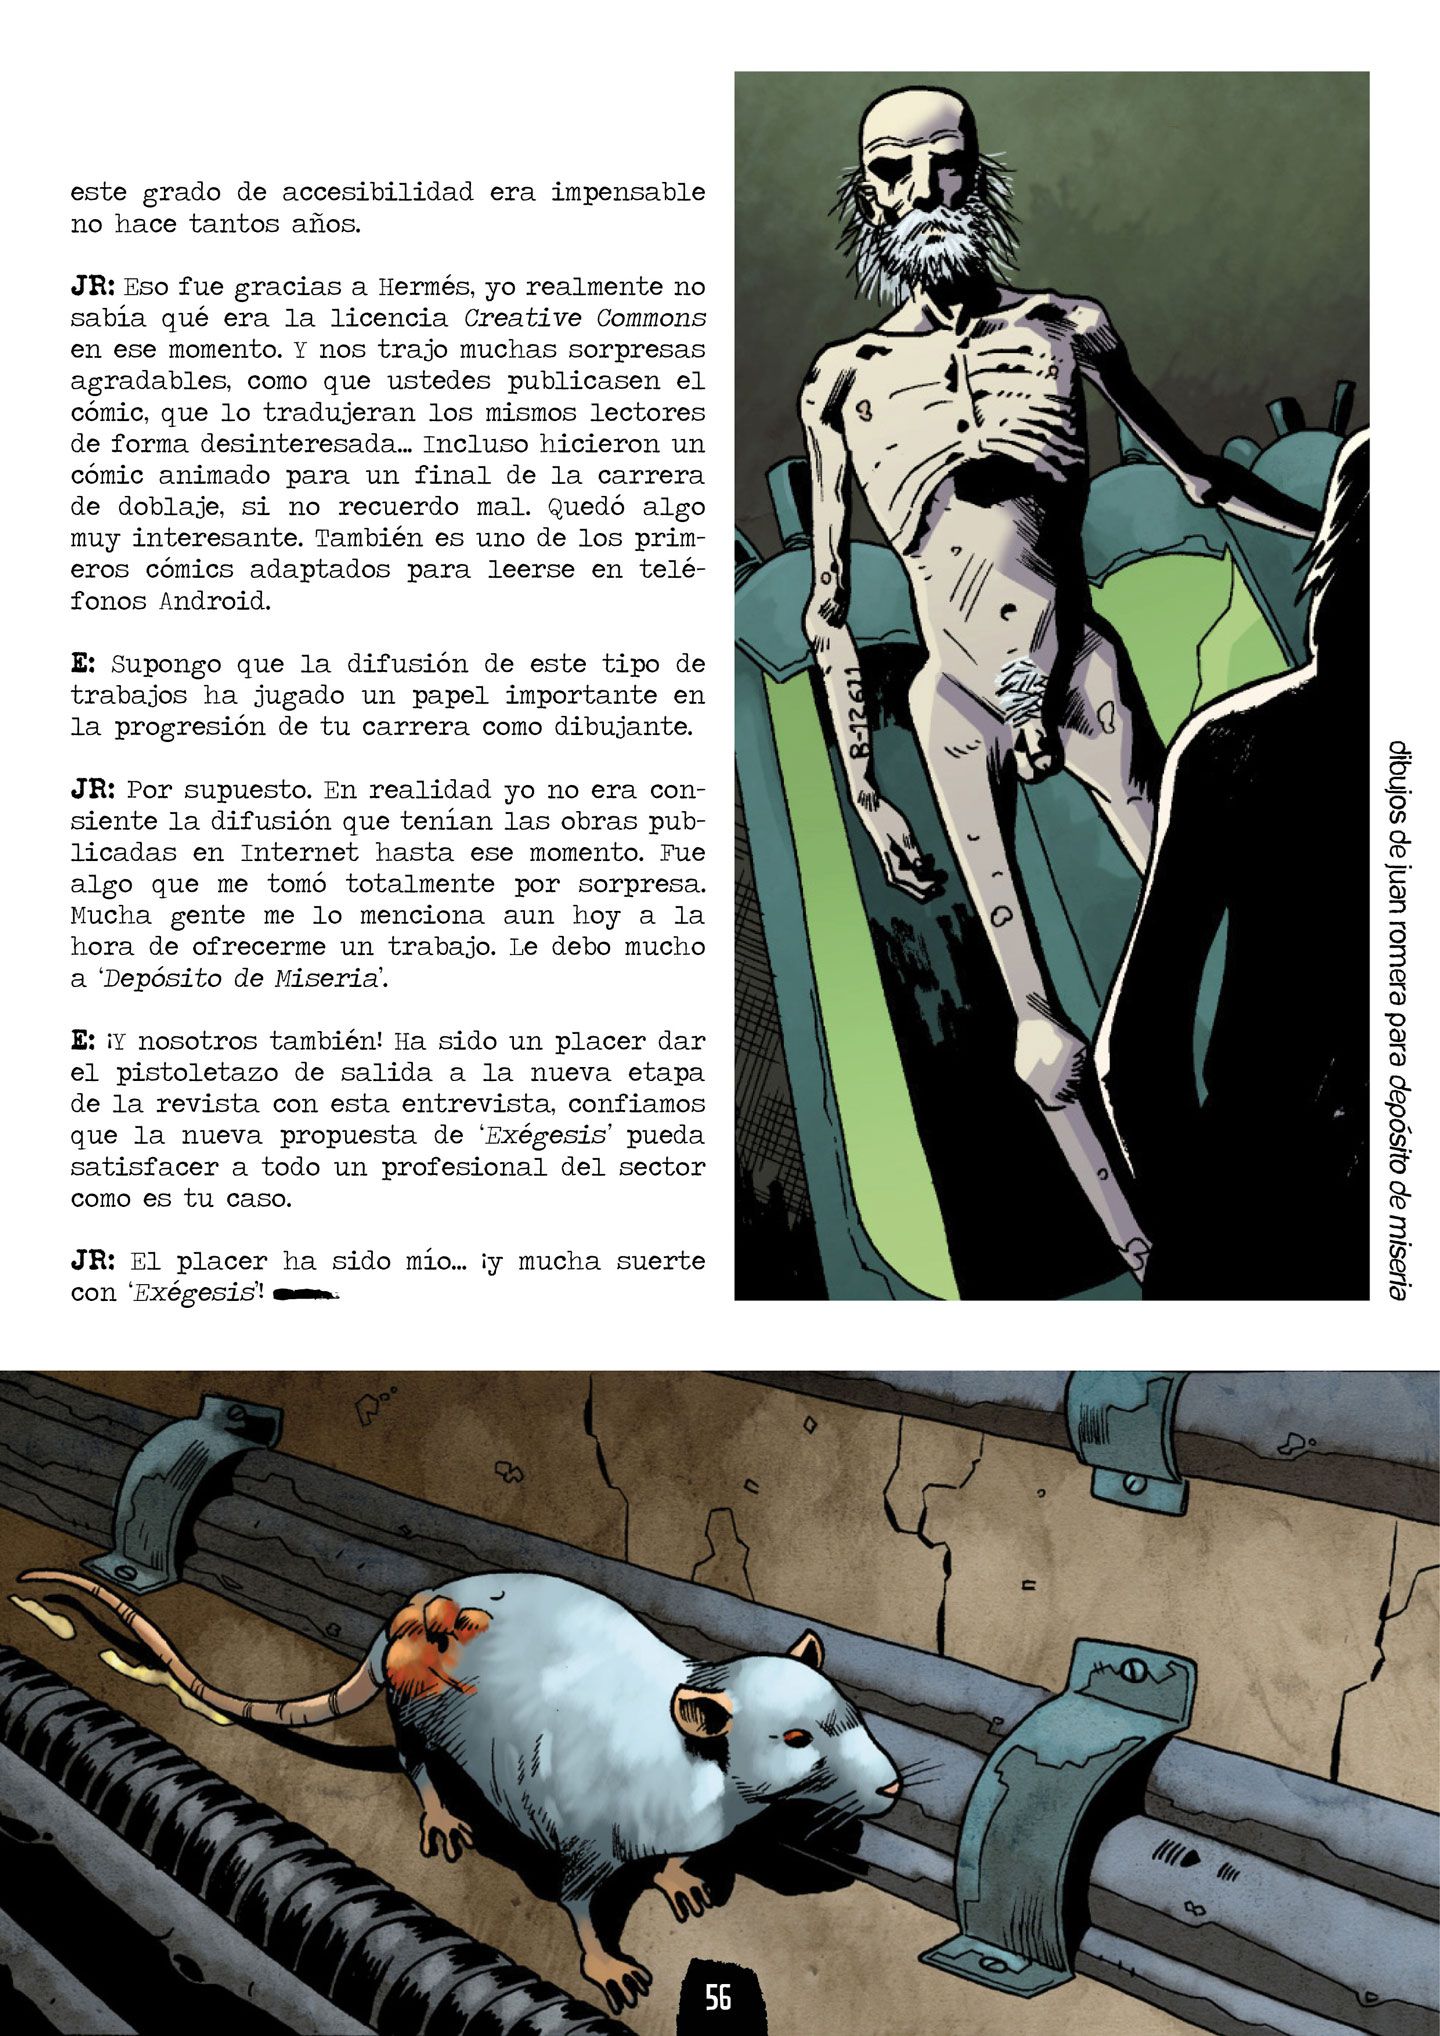 este grado de accesibilidad era impensable
no hace tantos años.
JR: Eso fue gracias a Hermés, yo realmente no
sabía qué era la licencia Creative Commons
en ese momento. Y nos trajo muchas sorpresas
agradables, como que ustedes publicasen el
cómic, que lo tradujeran los mismos lectores
de forma desinteresada... Incluso hicieron un
cómic animado para un final de la carrera
de doblaje, si no recuerdo mal. Quedó algo
muy interesante. También es uno de los prim-
eros cómics adaptados para leerse en telé-
fonos Android.
E: Supongo que la difusión de este tipo de
trabajos ha jugado un papel importante en
la progresión de tu carrera como dibujante.
JR: Por supuesto. En realidad yo no era con-
siente la difusión que tenían las obras pub-
licadas en Internet hasta ese momento. Fue
algo que me tomó totalmente por sorpresa.
Mucha gente me lo menciona aun hoy a la
hora de ofrecerme un trabajo. Le debo mucho
a ‘Depósito de Miseria’.
E: ¡Y nosotros también! Ha sido un placer dar
el pistoletazo de salida a la nueva etapa
de la revista con esta entrevista, confiamos
que la nueva propuesta de ‘Exégesis’ pueda
satisfacer a todo un profesional del sector
como es tu caso.
JR: El placer ha sido mío... ¡y mucha suerte
con ‘Exégesis’!
B-12611
dibujos de juan romera para depósito de miseria
56